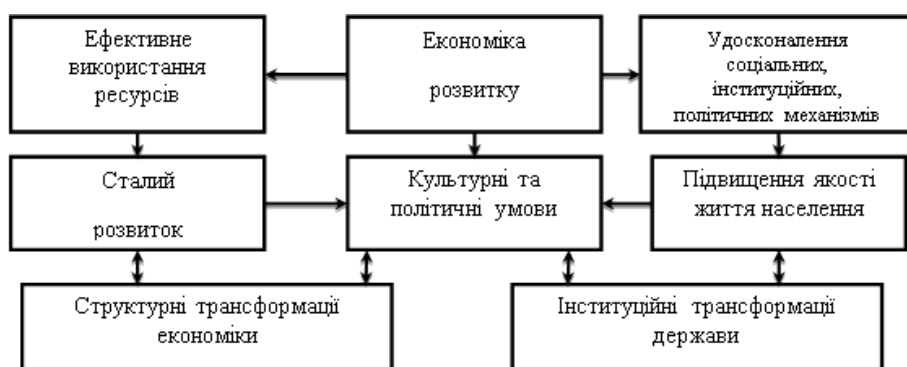 Ефективне
використання
ресурсів
Економіка
розвитку
Удосконалення
соціальних,
інституційних,
політичних механізмів
Сталий
розвиток
Культурні та
політичні умови
Підвищення якості
життя населення
Структурні трансформації
економіки
Інституційні трансформації
держави